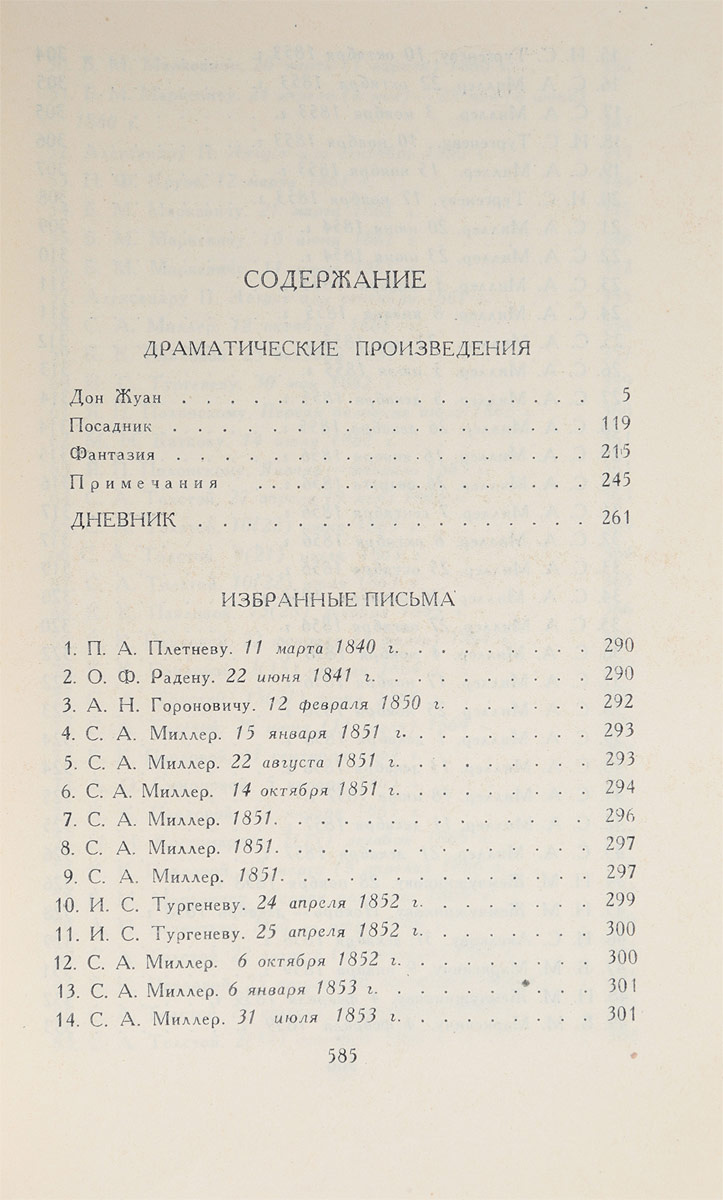 СОДЕРЖАНИЕ
ДРАМАТИЧЕСКИЕ ПРОИЗВЕДЕНИЯ
Дон Жуан . . . . . . . . . . . . . . . . . . 5
Посадник . . . . . . . . . . . . . . . . . . 119
Фантазия . . . . . . . . . . . . . . . . . . 215
Примечания . . . . . . . . . . . . . . . 245
ДНЕВНИК . . . . . . . . . . . . . . . . . 261
ИЗБРАННЫЕ ПИСЬМА
1. П. А. Плетневу. 11 марта 1840 г. . . . . . . . . . 290
2. О. Ф. Радену. 22 июня 1841 г. . . . . . . . . . . 290
3. А. Н. Гороновичу. 12 февраля 1850 г. . . . . . . 292
4. С. А. Миллер. 15 января 1851 г. . . . . . . . . . 293
5. С. А. Миллер. 22 августа 1851 г. . . . . . . . . 293
6. С. А. Миллер. 14 октября 1851 г. . . . . . . . . 294
7. С. А. Миллер. 1851. . . . . . . . . . . . . . . 296
8. С. А. Миллер. 1851. . . . . . . . . . . . . . . 297
9. С. А. Миллер. 1851. . . . . . . . . . . . . . . 297
10. И. С. Тургеневу. 24 апреля 1852 г. . . . . . . . 299
11. И. С. Тургеневу. 25 апреля 1852 г. . . . . . . . 300
12. С. А. Миллер. 6 октября 1852 г. . . . . . . . . 300
13. С. А. Миллер. 6 января 1853 г. . . . . . . . . . 301
14. С. А. Миллер. 31 июля 1853 г. . . . . . . . . . 301
585